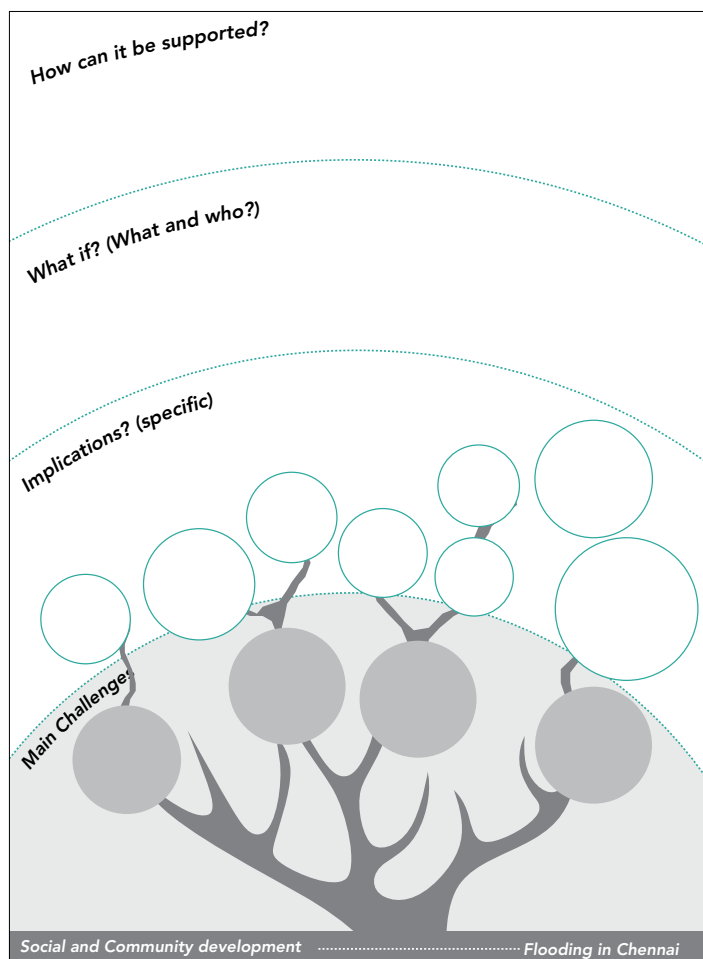 How can it be supported?
What if? (What and who?)
Implications? (specific)
Main Challenges
Social and Community development ........................ Flooding in Chennai